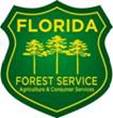 FLORIDA
FOREST SERVICE
Agriculture & Consumer Services